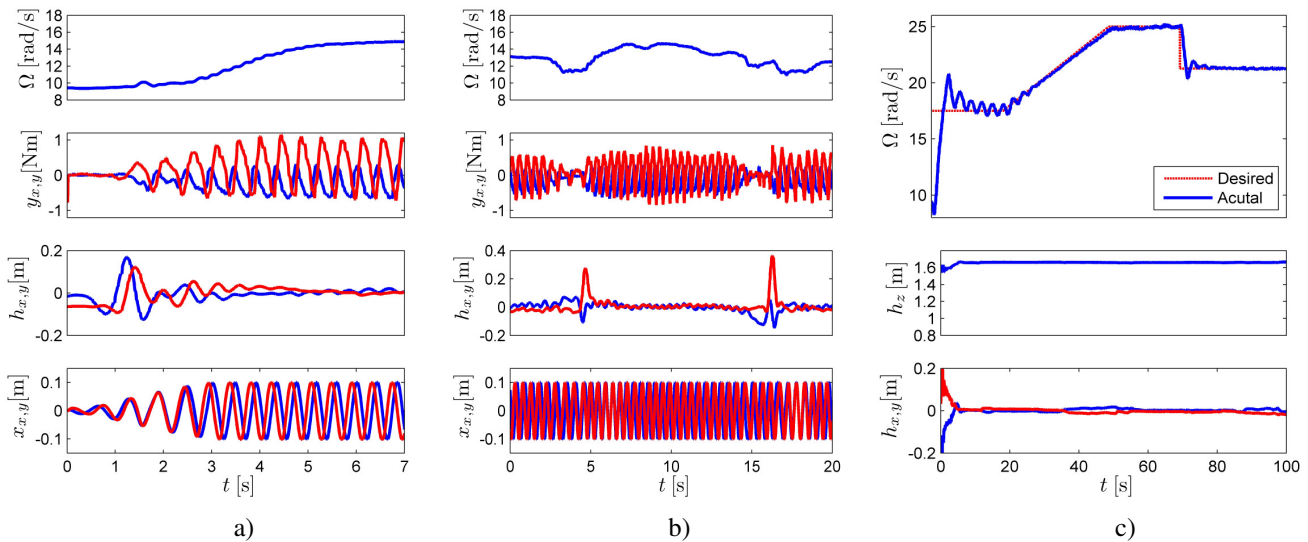 Ω [rad/s]
18
16
14
12
10
8
y_{x,y}[Nm]
1
0
-1
h_{x,y}[m]
0.2
0
-0.2
x_{x,y}[m]
0.1
0
-0.1
0 1 2 3 4 5 6 7
t [s]
a)
Ω [rad/s]
18
16
14
12
10
8
y_{x,y}[Nm]
1
0
-1
h_{x,y}[m]
0.4
0.2
0
-0.2
x_{x,y}[m]
0.1
0
-0.1
0 5 10 15 20
t [s]
b)
Ω [rad/s]
25
20
15
10
Desired
Acutal
h_z [m]
1.6
1.2
1
0.8
h_{x,y}[m]
0.2
0
-0.2
0 20 40 60 80 100
t [s]
c)